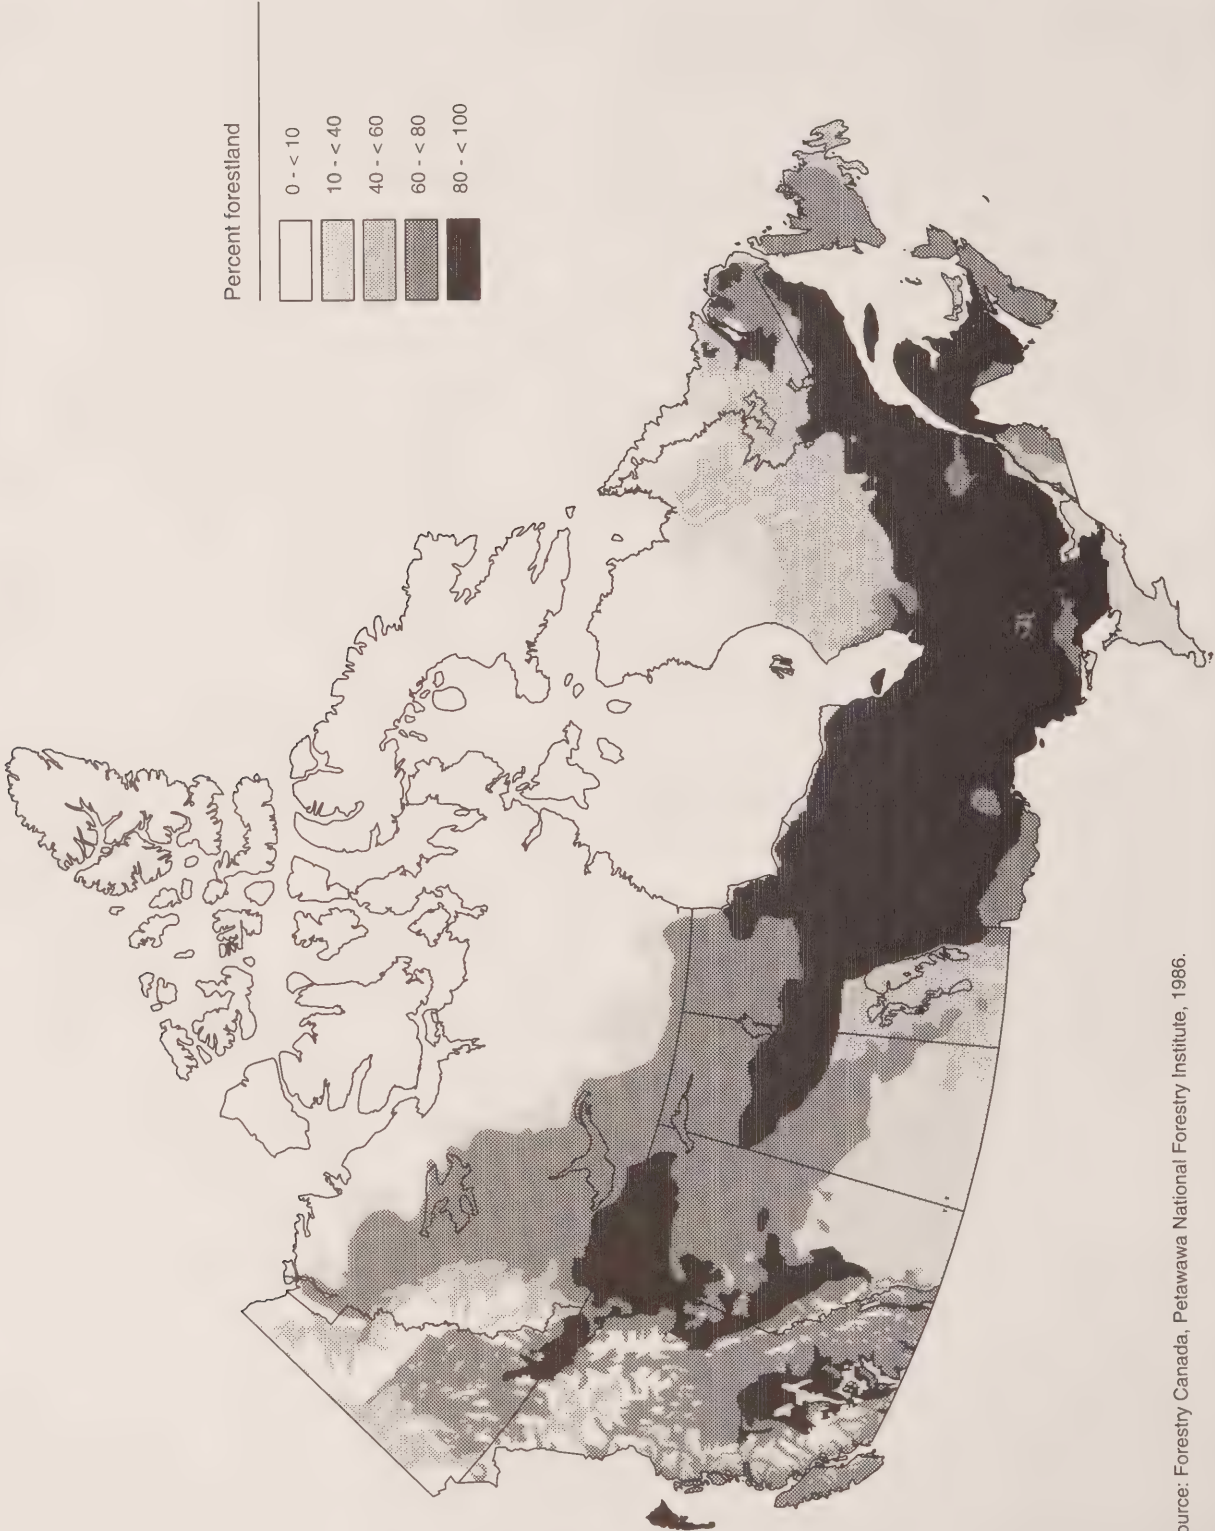 Percent forestland
0 - < 10
10 - < 40
40 - < 60
60 - < 80
80 - < 100
ource: Forestry Canada, Petawawa National Forestry Institute, 1986.